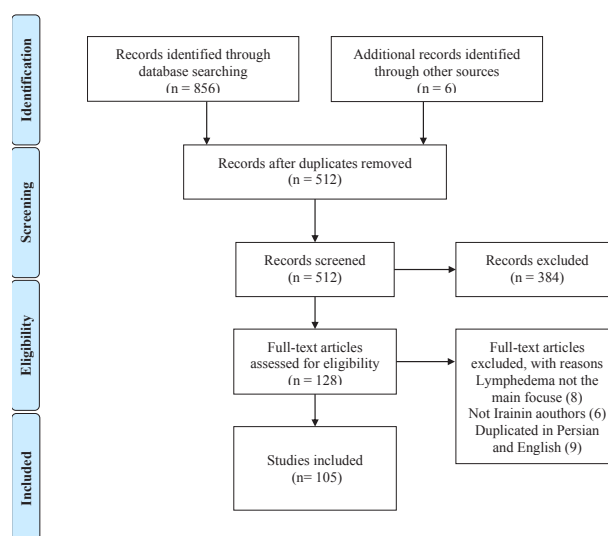 Identification
Records identified through
database searching
(n = 856)
Additional records identified
through other sources
(n = 6)
Records after duplicates removed
(n = 512)
Screening
Records screened
(n = 512)
Records excluded
(n = 384)
Eligibility
Full-text articles
assessed for eligibility
(n = 128)
Full-text articles
excluded, with reasons
Lymphedema not the
main focuse (8)
Not Irainin aouthors (6)
Duplicated in Persian
and English (9)
Included
Studies included
(n= 105)